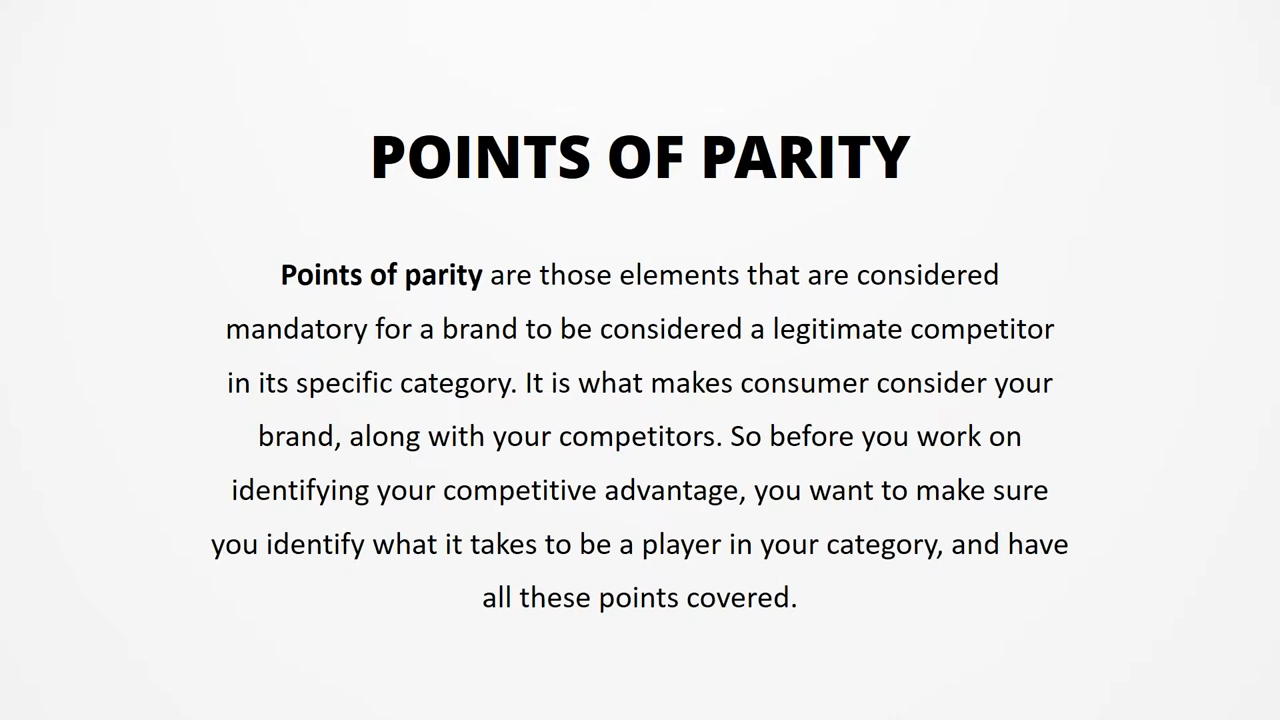 POINTS OF PARITY
Points of parity are those elements that are considered
mandatory for a brand to be considered a legitimate competitor
in its specific category. It is what makes consumer consider your
brand, along with your competitors. So before you work on
identifying your competitive advantage, you want to make sure
you identify what it takes to be a player in your category, and have
all these points covered.